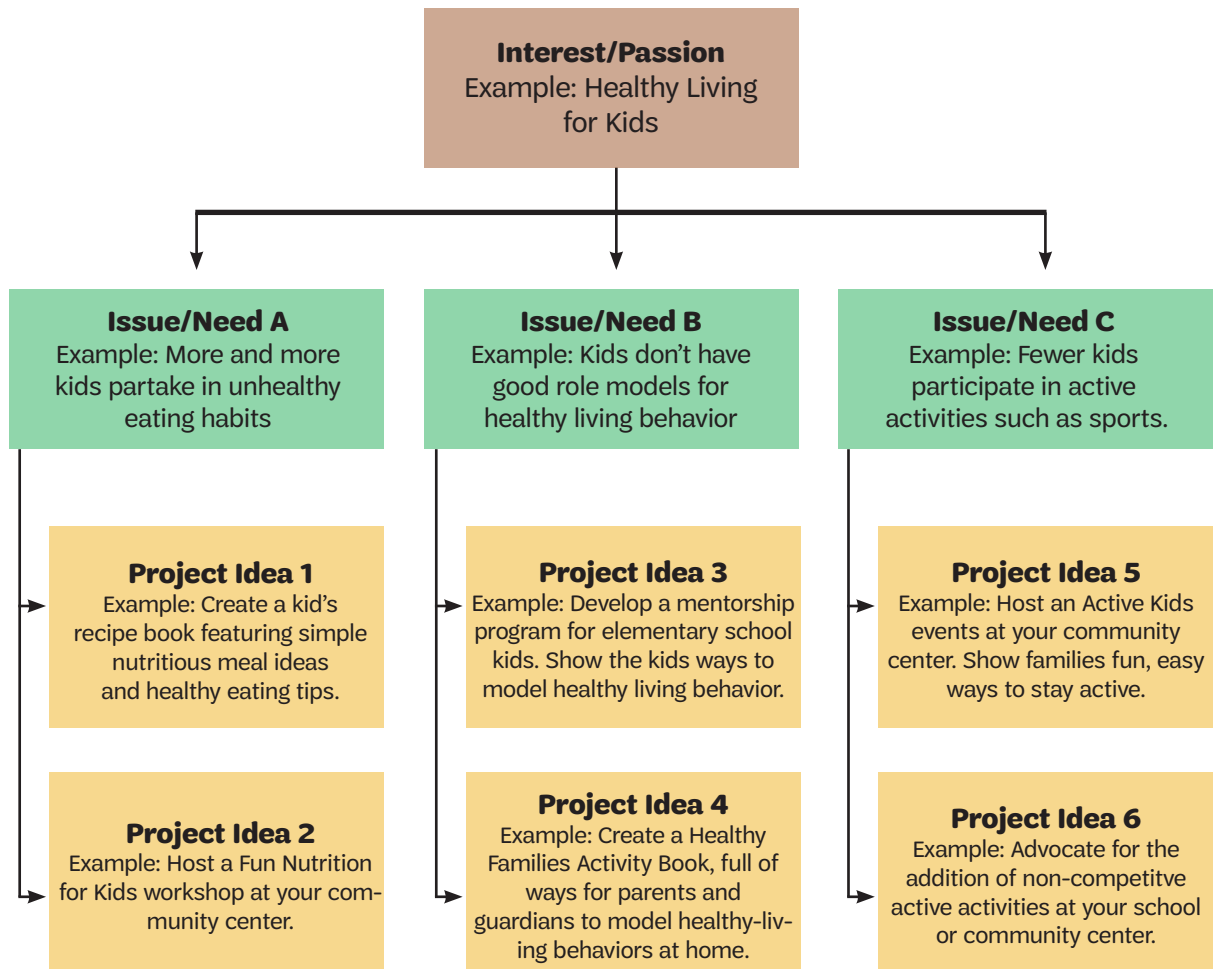 Interest/Passion
Example: Healthy Living
for Kids
Issue/Need A
Example: More and more
kids partake in unhealthy
eating habits
Issue/Need B
Example: Kids don't have
good role models for
healthy living behavior
Issue/Need C
Example: Fewer kids
participate in active
activities such as sports.
Project Idea 1
Example: Create a kid's
recipe book featuring simple
nutritious meal ideas
and healthy eating tips.
Project Idea 3
Example: Develop a mentorship
program for elementary school
kids. Show the kids ways to
model healthy living behavior.
Project Idea 5
Example: Host an Active Kids
events at your community
center. Show families fun, easy
ways to stay active.
Project Idea 2
Example: Host a Fun Nutrition
for Kids workshop at your com-
munity center.
Project Idea 4
Example: Create a Healthy
Families Activity Book, full of
ways for parents and
guardians to model healthy-liv-
ing behaviors at home.
Project Idea 6
Example: Advocate for the
addition of non-competitve
active activities at your school
or community center.